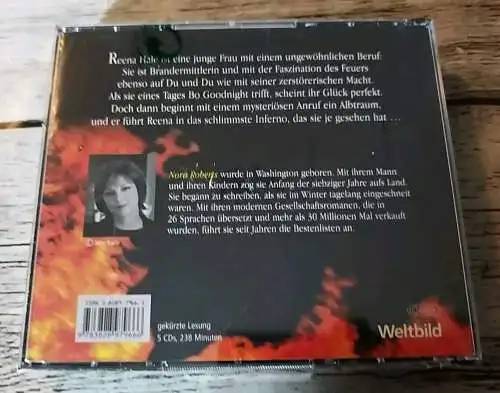 Reena Hale ist eine junge Frau mit einem ungewöhnlichen Beruf:
Sie ist Brandermittlerin und mit der Faszination des Feuers
ebenso auf Du und Du wie mit seiner zerstörerischen Macht.
Als sie eines Tages Bo Goodnight trifft, scheint ihr Glück perfekt.
Doch dann beginnt mit einem mysteriösen Anruf ein Albtraum,
und er führt Reena in das schlimmste Inferno, das sie je gesehen hat ...
Nora Roberts wurde in Washington geboren. Mit ihrem Mann
und ihren Kindern zog sie Anfang der siebziger Jahre aufs Land.
Sie begann zu schreiben, als sie im Winter tagelang eingeschneit
waren. Mit ihren modernen Gesellschaftsromanen, die in
26 Sprachen übersetzt und mehr als 30 Millionen Mal verkauft
wurden, führt sie seit Jahren die Bestenlisten an.
gekürzte Lesung
5 CDs, 238 Minuten
Weltbild